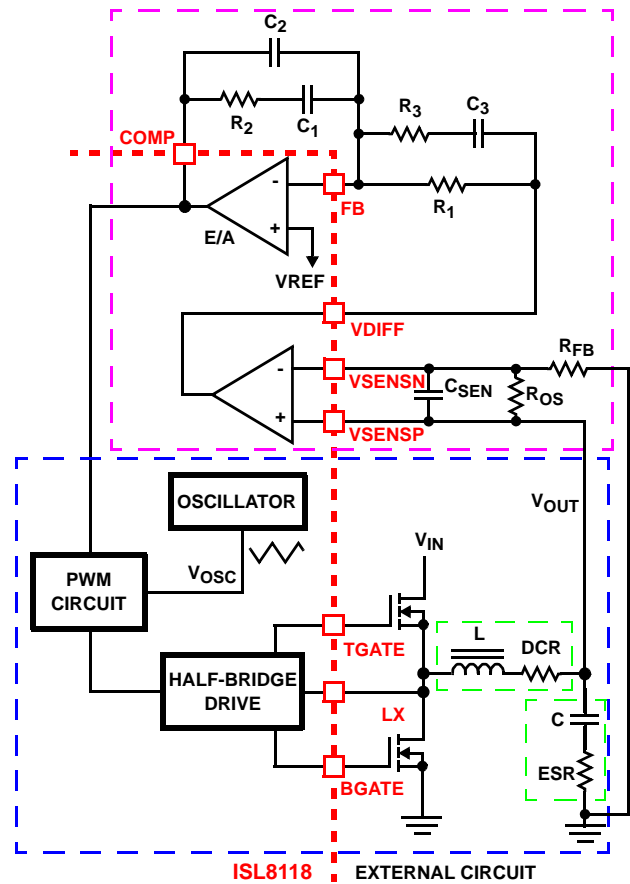 C2
R2
C1
R3
C3
COMP
-
+
E/A
FB
R1
VREF
VDIFF
RFB
-
+
VSENSN
CSEN
ROS
VSENSP
OSCILLATOR
VOUT
VIN
PWM
CIRCUIT
VOSC
TGATE
L
DCR
HALF-BRIDGE
DRIVE
LX
C
ESR
BGATE
ISL8118
EXTERNAL CIRCUIT